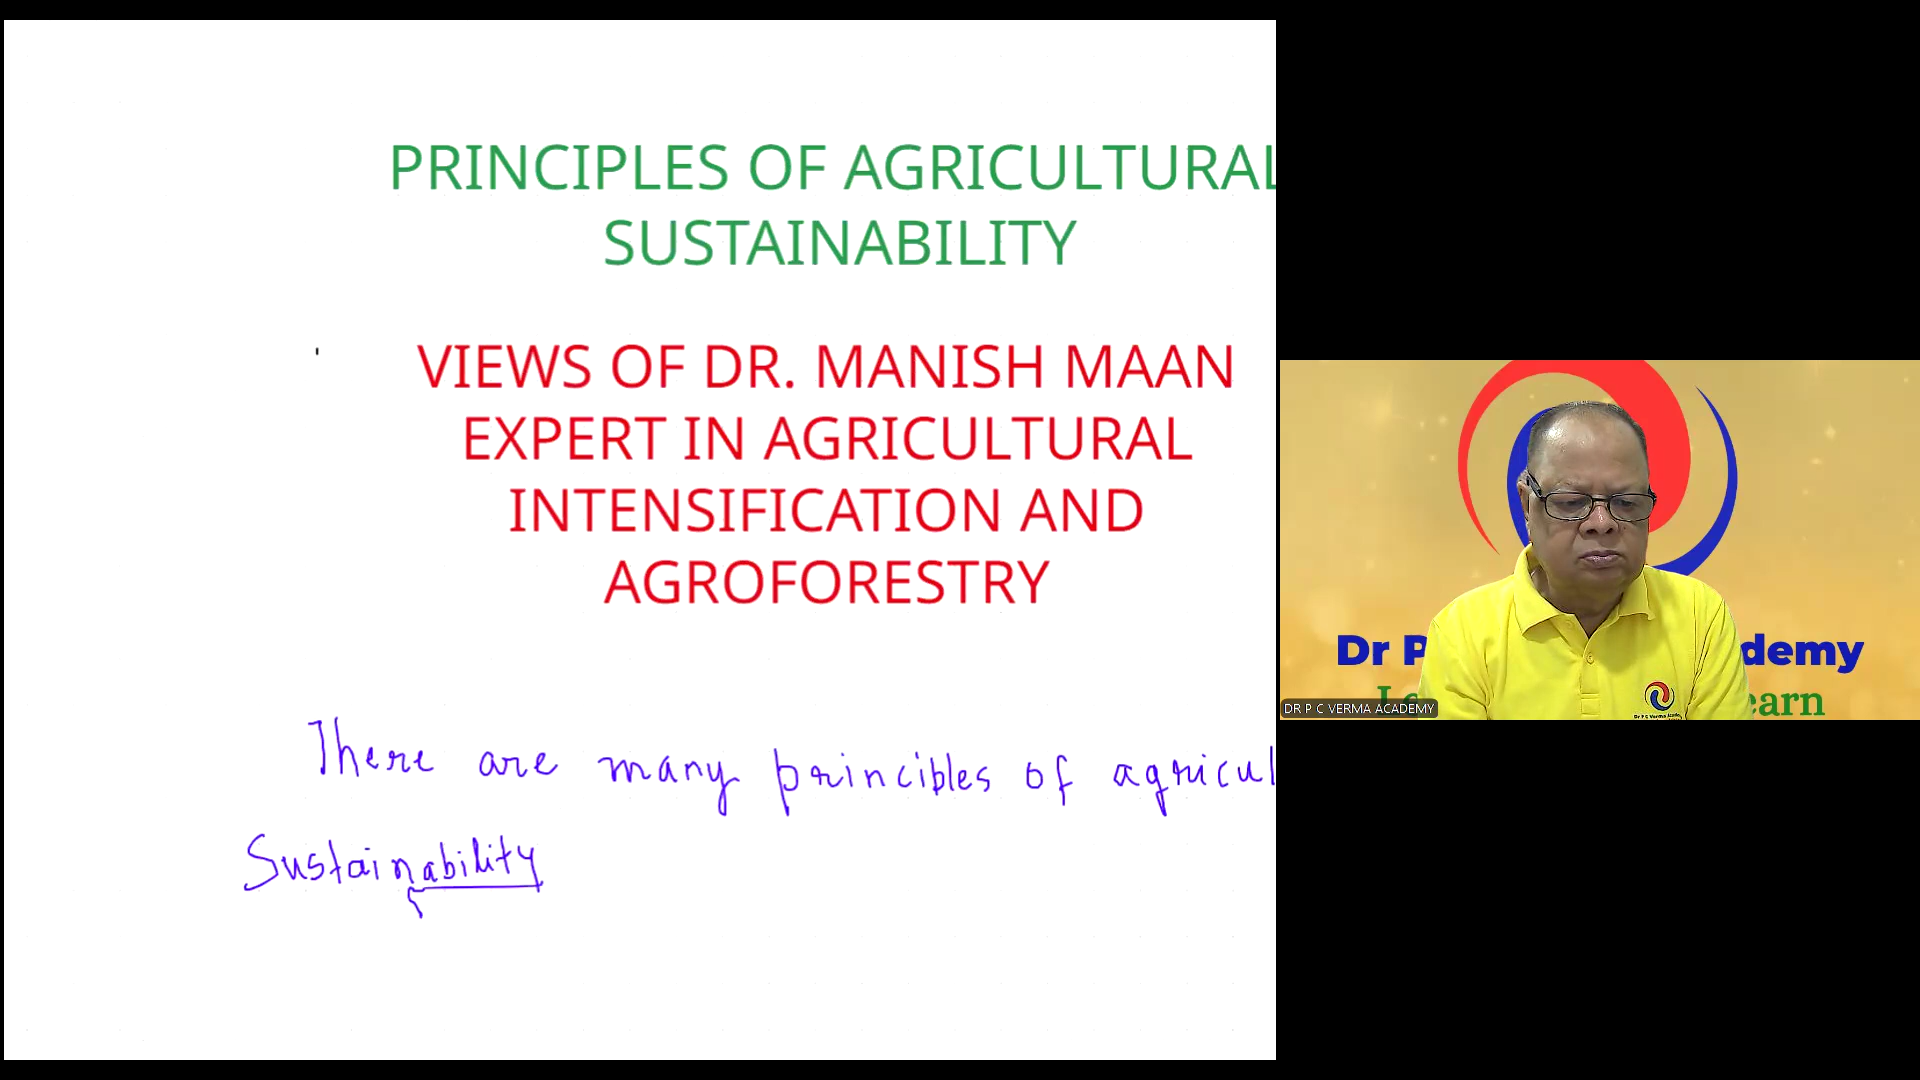 PRINCIPLES OF AGRICULTURAL
SUSTAINABILITY
VIEWS OF DR. MANISH MAAN
EXPERT IN AGRICULTURAL
INTENSIFICATION AND
AGROFORESTRY
There are many principles of agricul
Sustainability
Dr P demy
DR P C VERMA ACADEMY
earn